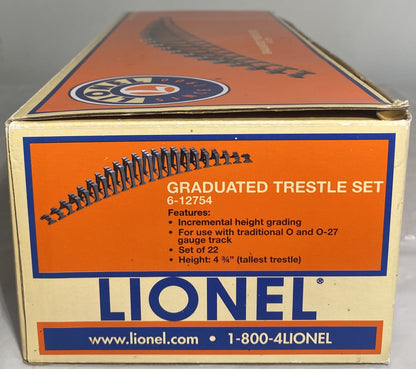 LIONEL
GRADUATED TRESTLE SET
6-12754
Features:
• Incremental height grading
• For use with traditional O and O-27
gauge track
• Set of 22
• Height: 4 ¾" (tallest trestle)
LIONEL®
www.lionel.com • 1-800-4LIONEL